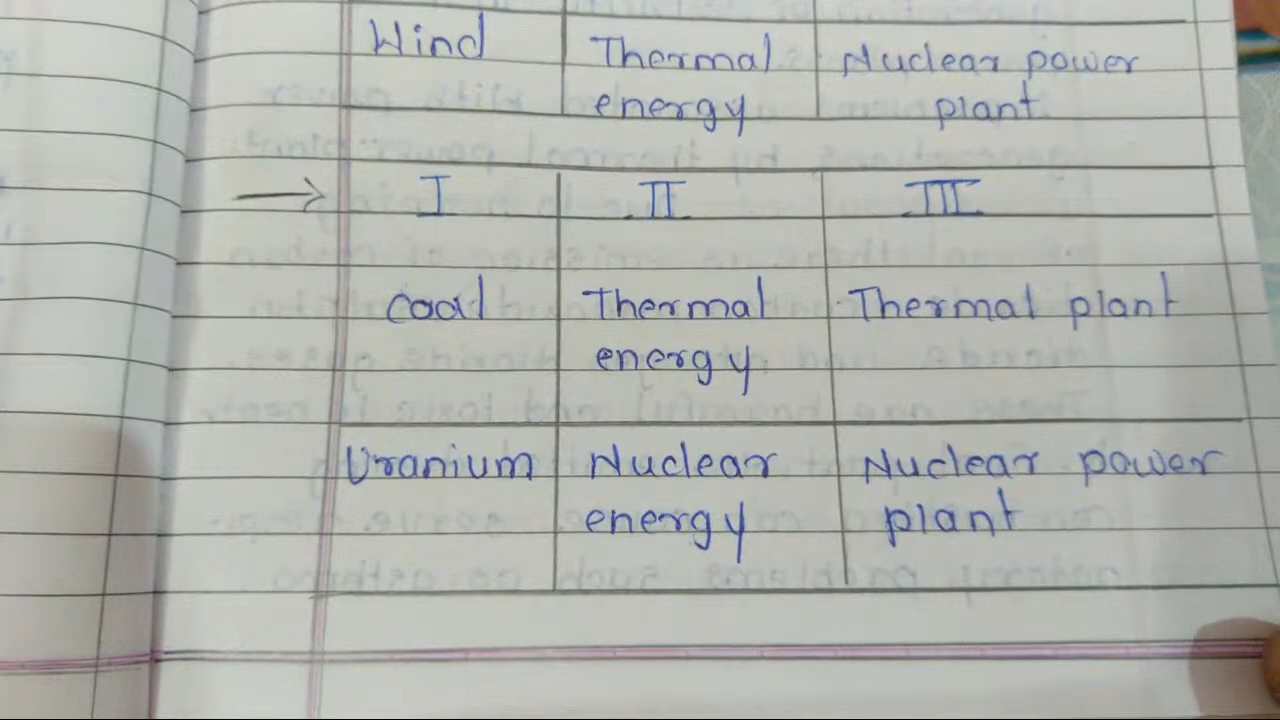 Wind Thermal Nuclear power
energy plant
→ I II III
Coal Thermal Thermal plant
energy
Uranium Nuclear Nuclear power
energy plant